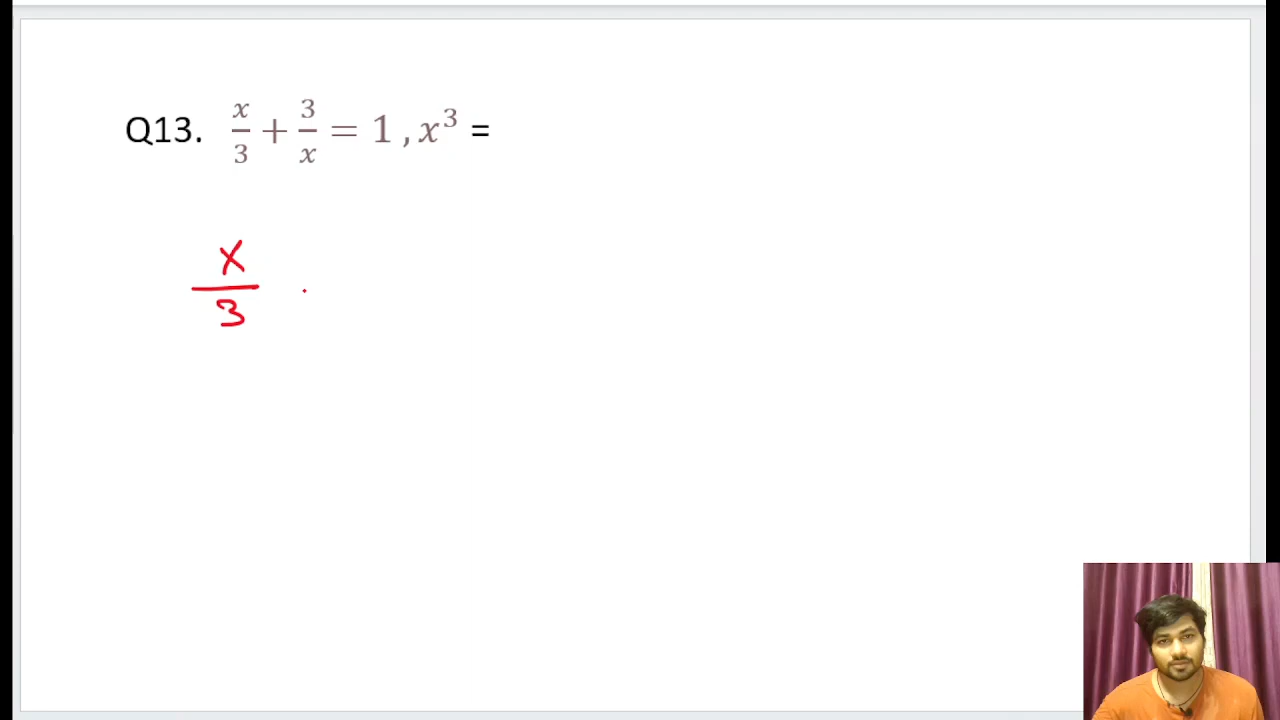 Q13. x/3 + 3/x = 1 , x³ =
x
3